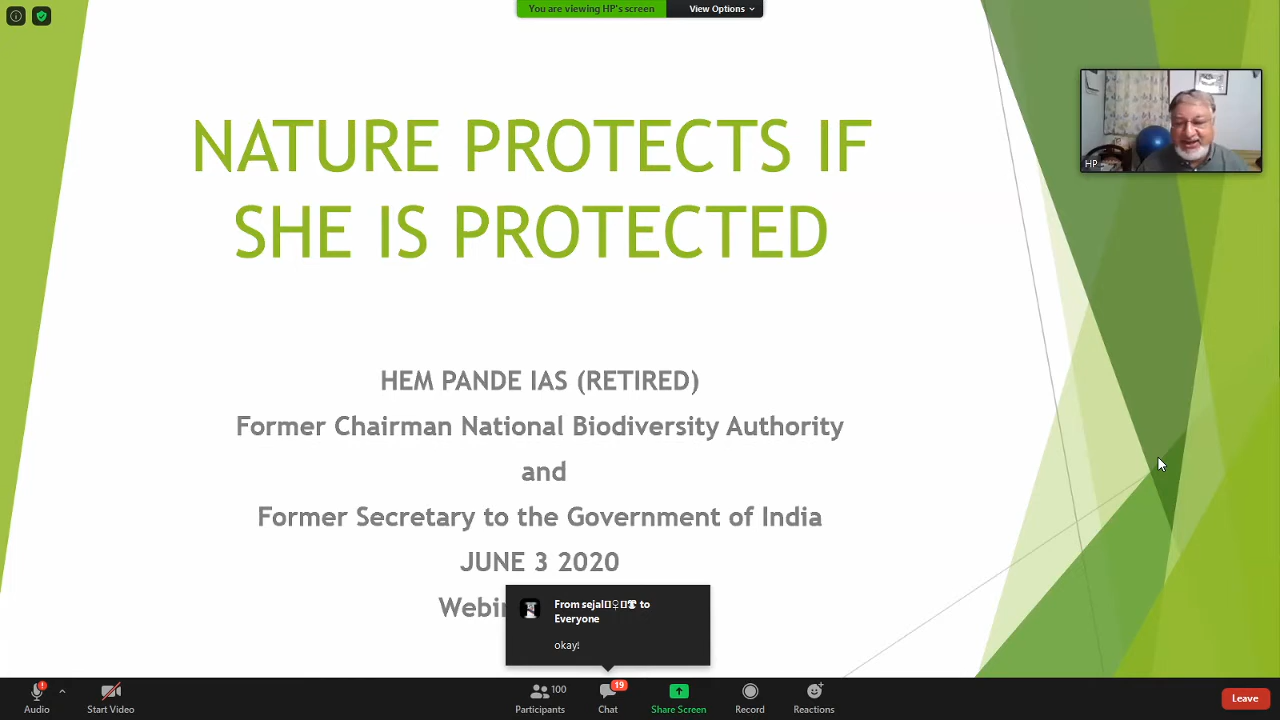 You are viewing HP's screen
View Options
NATURE PROTECTS IF
SHE IS PROTECTED
HP
HEM PANDE IAS (RETIRED)
Former Chairman National Biodiversity Authority
and
Former Secretary to the Government of India
JUNE 3 2020
From sejal to
Everyone
okay!
Audio
Start Video
Participants
100
Chat
19
Share Screen
Record
Reactions
Leave